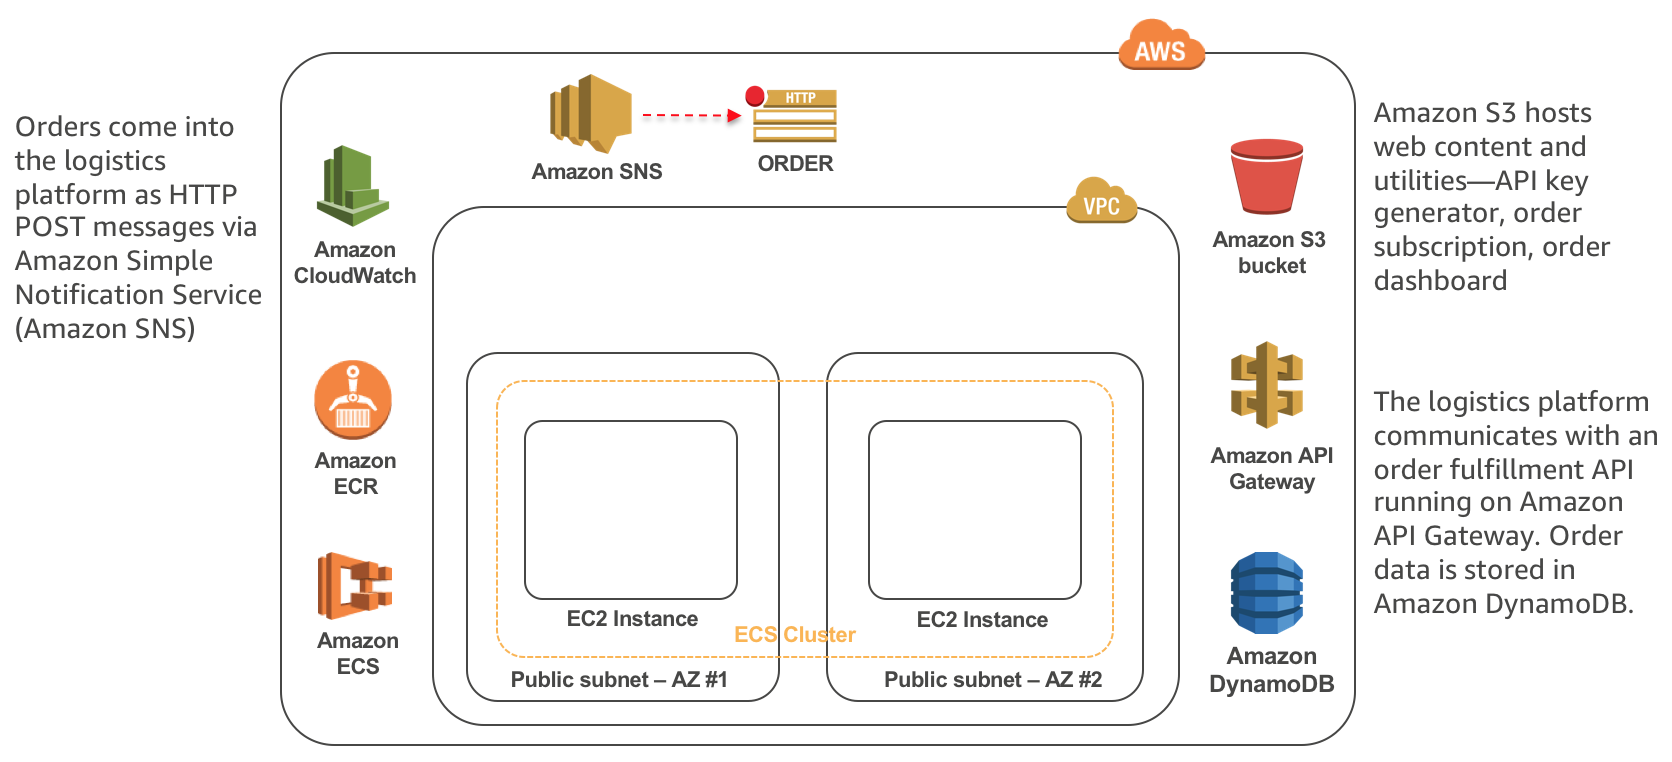 AWS
Orders come into
the logistics
platform as HTTP
POST messages via
Amazon Simple
Notification Service
(Amazon SNS)
Amazon SNS
HTTP
ORDER
Amazon
CloudWatch
Amazon
ECR
Amazon
ECS
VPC
EC2 Instance
EC2 Instance
ECS Cluster
Public subnet – AZ #1
Public subnet – AZ #2
Amazon S3
bucket
Amazon API
Gateway
Amazon
DynamoDB
Amazon S3 hosts
web content and
utilities—API key
generator, order
subscription, order
dashboard
The logistics platform
communicates with an
order fulfillment API
running on Amazon
API Gateway. Order
data is stored in
Amazon DynamoDB.